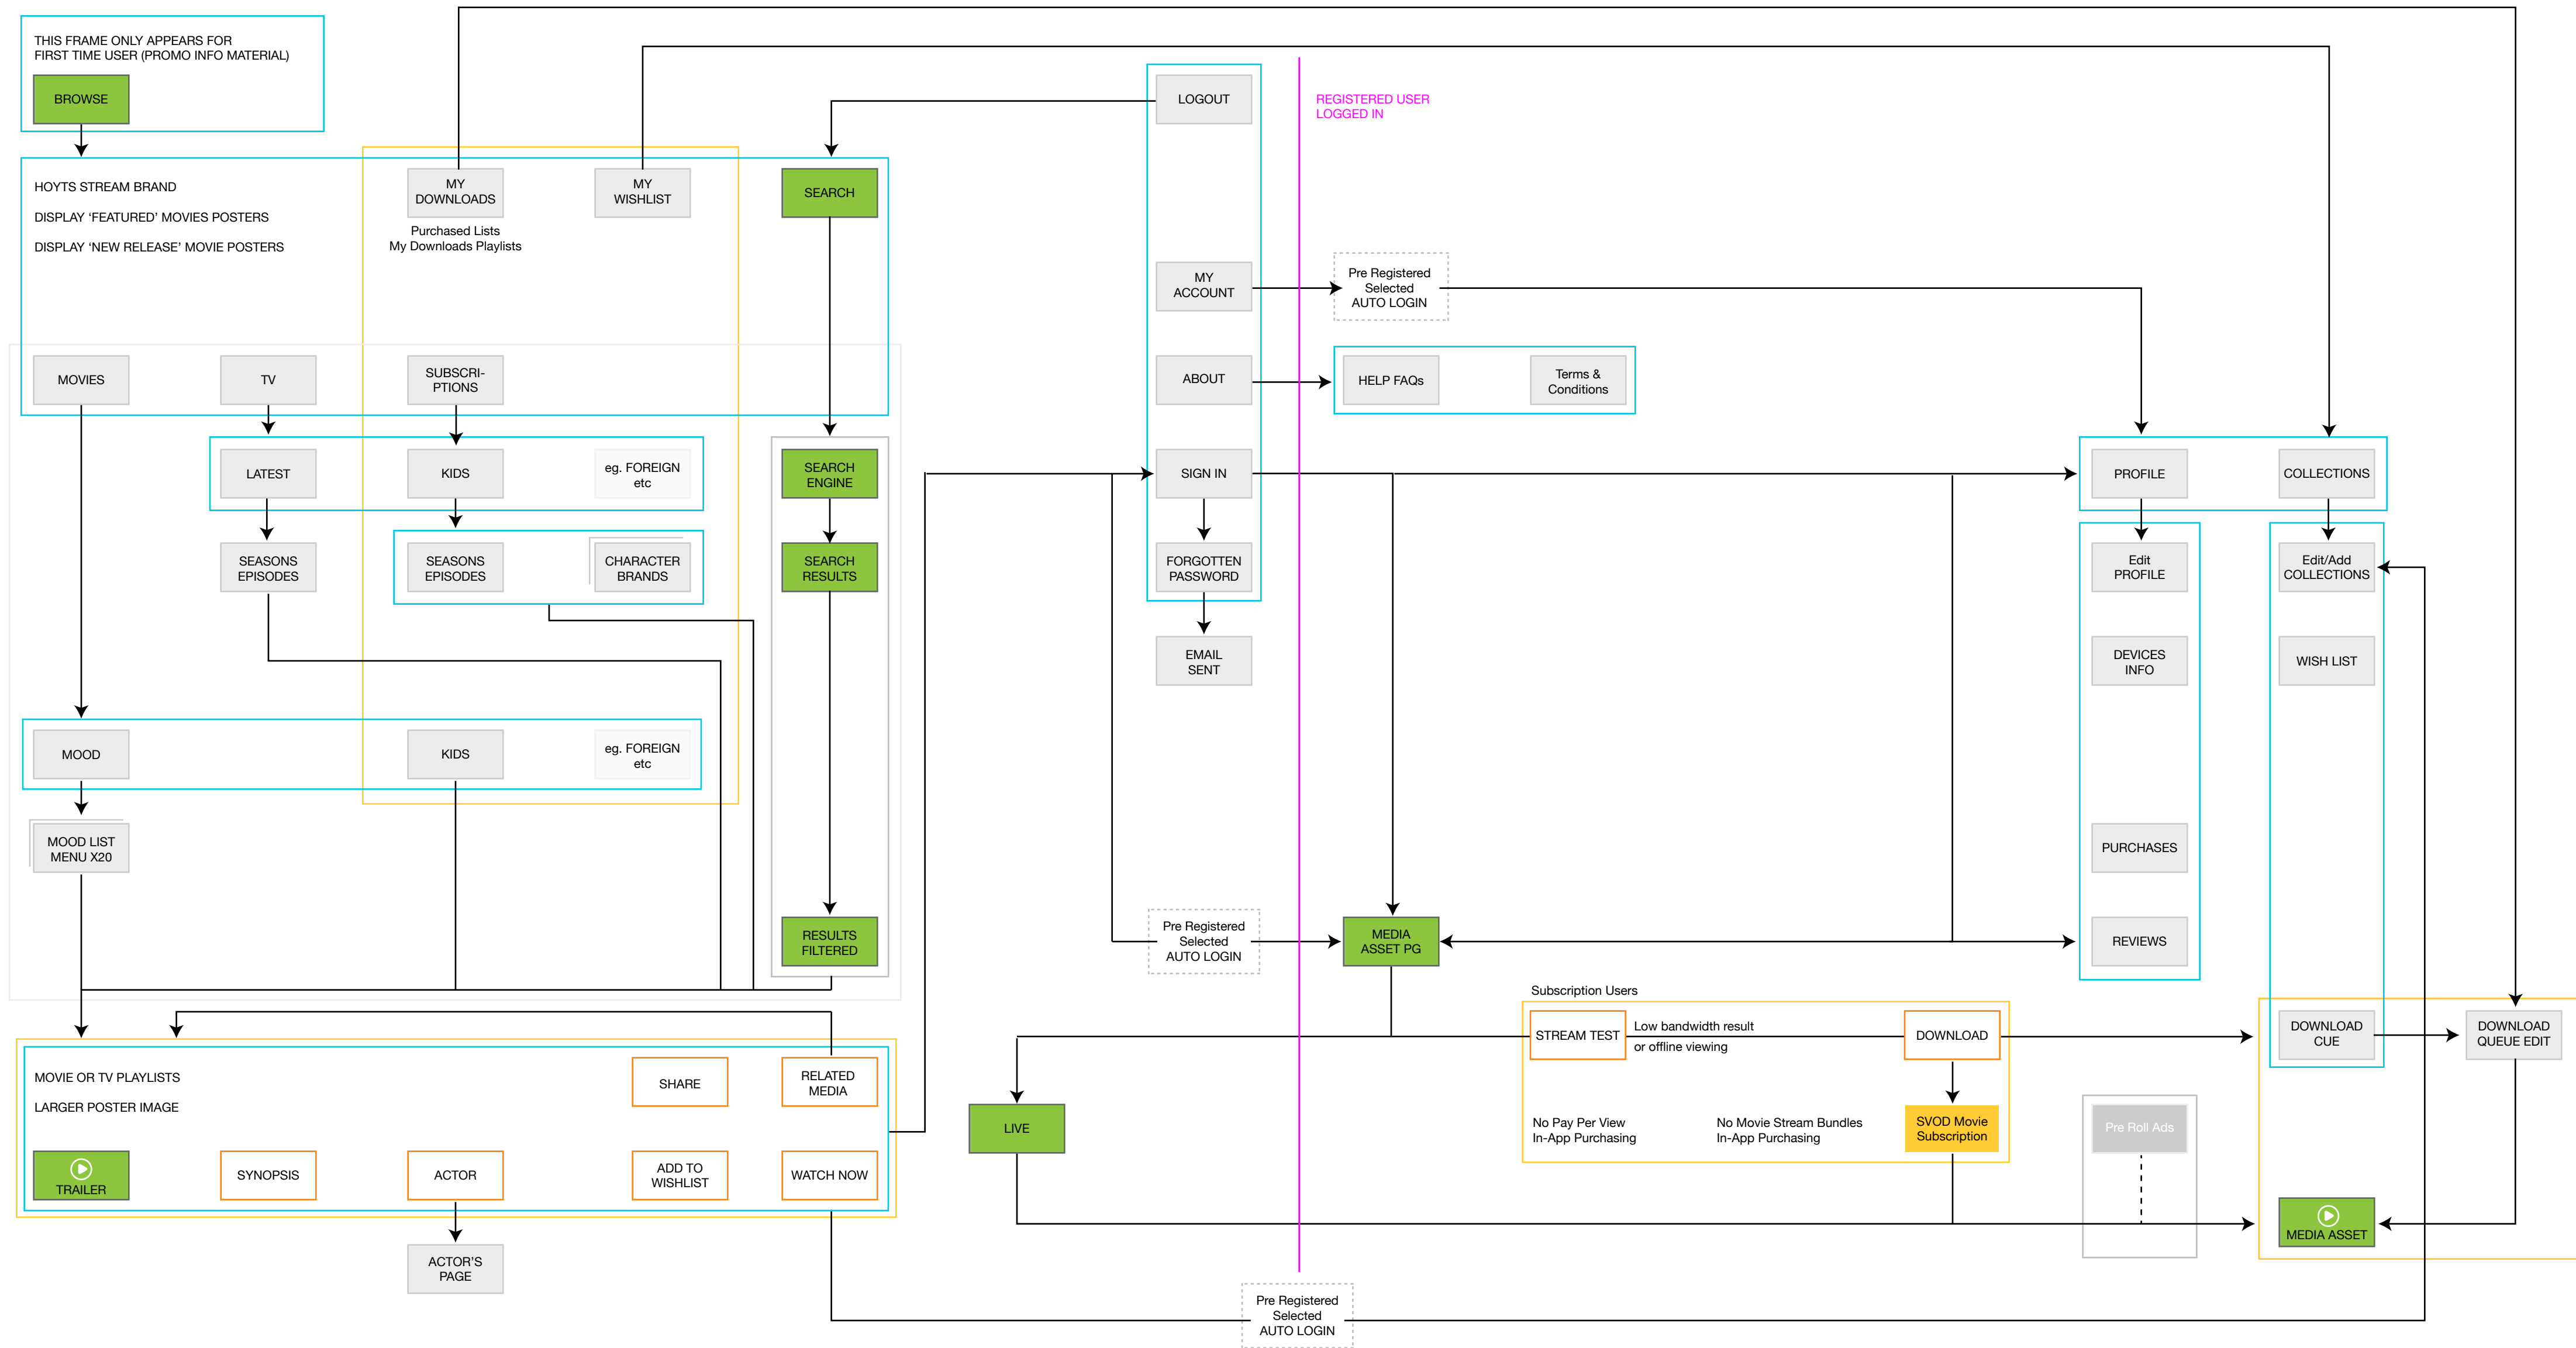 THIS FRAME ONLY APPEARS FOR
FIRST TIME USER (PROMO INFO MATERIAL)
BROWSE
LOGOUT
REGISTERED USER
LOGGED IN
HOYTS STREAM BRAND
DISPLAY ‘FEATURED’ MOVIES POSTERS
DISPLAY ‘NEW RELEASE’ MOVIE POSTERS
MY
DOWNLOADS
Purchased Lists
My Downloads Playlists
MY
WISHLIST
SEARCH
MY
ACCOUNT
Pre Registered
Selected
AUTO LOGIN
MOVIES
TV
SUBSCRI-
PTIONS
ABOUT
HELP FAQs
Terms &
Conditions
LATEST
KIDS
eg. FOREIGN
etc
SEARCH
ENGINE
SIGN IN
PROFILE
COLLECTIONS
SEASONS
EPISODES
SEASONS
EPISODES
CHARACTER
BRANDS
SEARCH
RESULTS
FORGOTTEN
PASSWORD
Edit
PROFILE
Edit/Add
COLLECTIONS
EMAIL
SENT
DEVICES
INFO
WISH LIST
MOOD
KIDS
eg. FOREIGN
etc
MOOD LIST
MENU X20
PURCHASES
RESULTS
FILTERED
Pre Registered
Selected
AUTO LOGIN
MEDIA
ASSET PG
REVIEWS
Subscription Users
STREAM TEST
Low bandwidth result
or offline viewing
DOWNLOAD
DOWNLOAD
CUE
DOWNLOAD
QUEUE EDIT
MOVIE OR TV PLAYLISTS
LARGER POSTER IMAGE
SHARE
RELATED
MEDIA
LIVE
No Pay Per View
In-App Purchasing
No Movie Stream Bundles
In-App Purchasing
SVOD Movie
Subscription
Pre Roll Ads
TRAILER
SYNOPSIS
ACTOR
ADD TO
WISHLIST
WATCH NOW
MEDIA ASSET
ACTOR’S
PAGE
Pre Registered
Selected
AUTO LOGIN